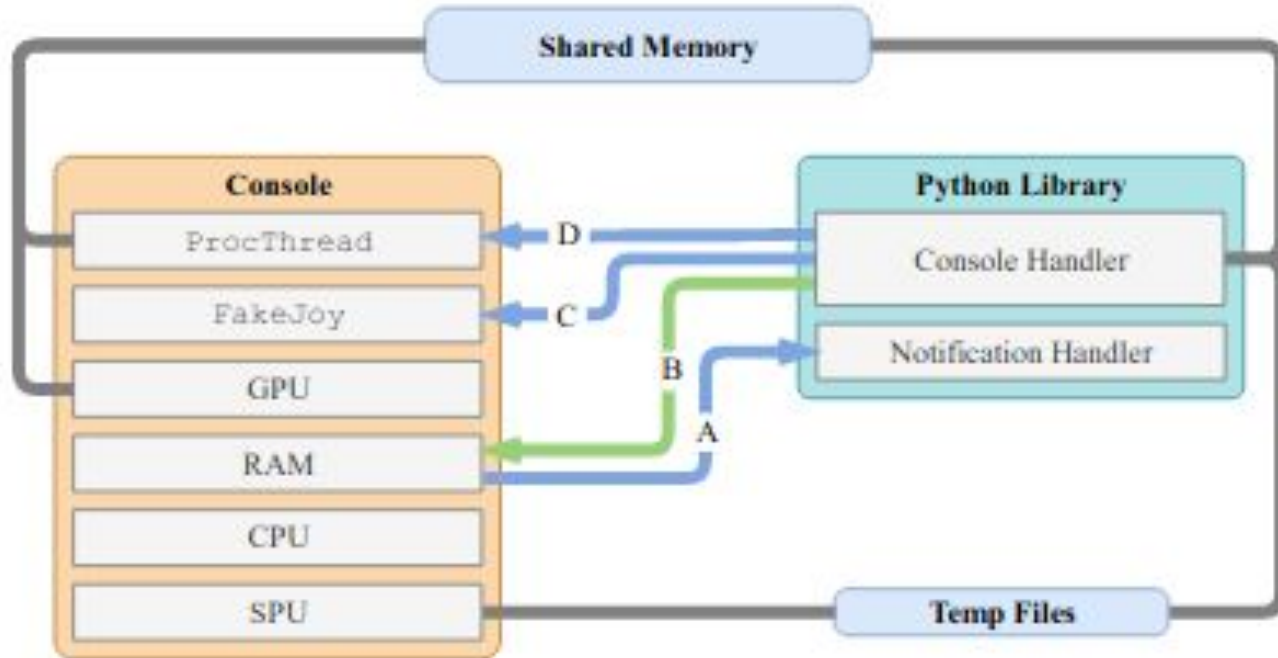 Shared Memory
Console
Python Library
ProcThread
D
Console Handler
FakeJoy
C
Notification Handler
GPU
B
A
RAM
CPU
SPU
Temp Files